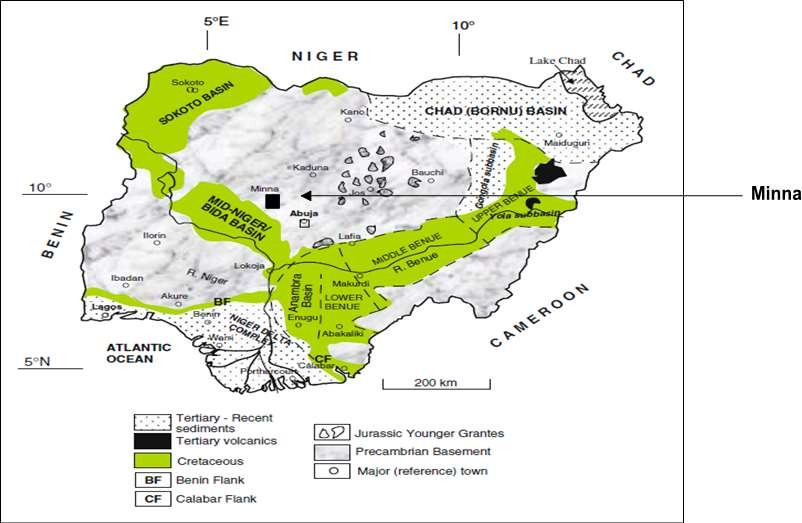 5°E
10°
NIGER
CHAD
Lake Chad
Sokoto
SOKOTO BASIN
Kano
CHAD (BORNU) BASIN
Maiduguri
Kaduna
Bauchi
Gongola subbasin
10°
Minna
Jos
Minna
UPPER BENUE
Yola subbasin
Abuja
MID-NIGER/
BIDA BASIN
BENIN
Ilorin
Lafia
MIDDLE BENUE
R. Benue
Lokoja
R. Niger
Ibadan
Makurdi
Anambra
Basin
LOWER
BENUE
CAMEROON
Akure
BF
Lagos
Benin
Enugu
NIGER DELTA
COMPLEX
Abakaliki
Warri
ATLANTIC
OCEAN
5°N
CF
Calabar
Portharcourt
200 km
Tertiary - Recent
sediments
Tertiary volcanics
Cretaceous
BF Benin Flank
CF Calabar Flank
Jurassic Younger Grantes
Precambrian Basement
Major (reference) town